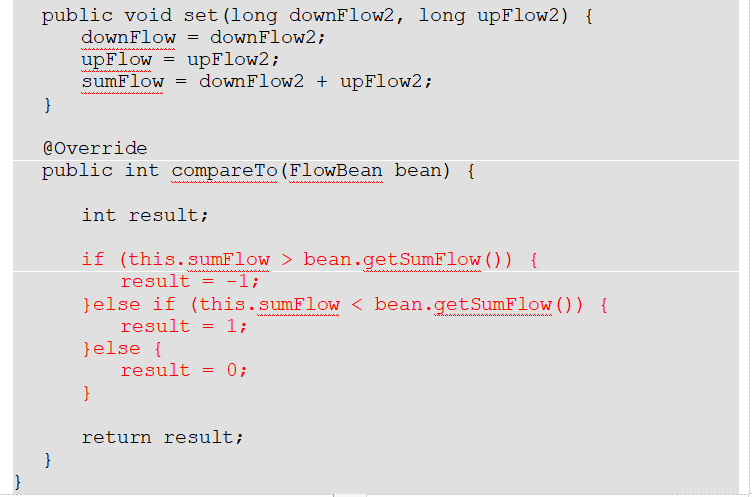 public void set(long downFlow2, long upFlow2) {
downFlow = downFlow2;
upFlow = upFlow2;
sumFlow = downFlow2 + upFlow2;
}
@Override
public int compareTo(FlowBean bean) {
int result;
if (this.sumFlow > bean.getSumFlow()) {
result = -1;
}else if (this.sumFlow < bean.getSumFlow()) {
result = 1;
}else {
result = 0;
}
return result;
}
}